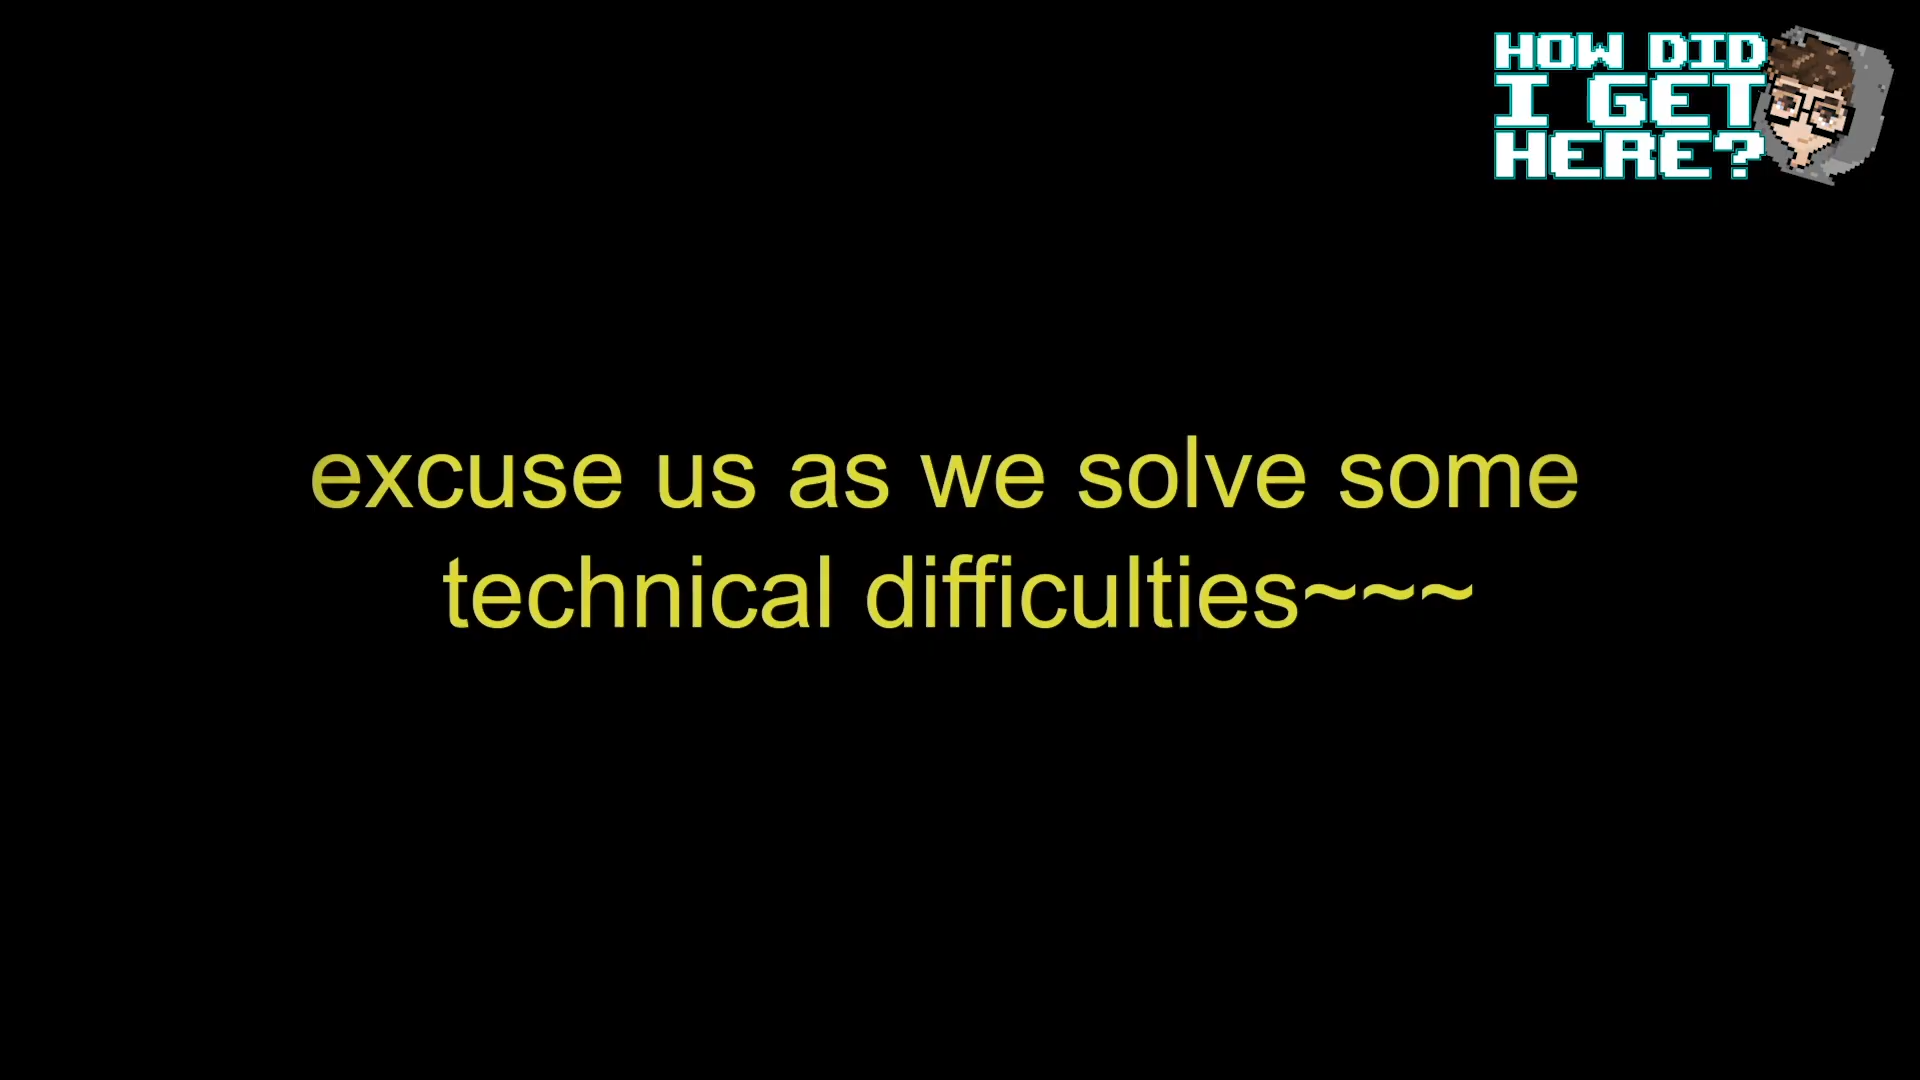 HOW DID
I GET
HERE?
excuse us as we solve some
technical difficulties~~~